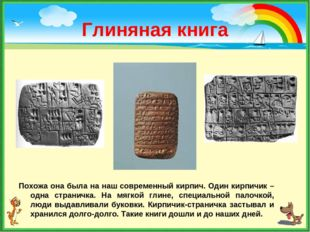 Глиняная книга
Похожа она была на наш современный кирпич. Один кирпичик –
одна страничка. На мягкой глине, специальной палочкой,
люди выдавливали буковки. Кирпичик-страничка застывал и
хранился долго-долго. Такие книги дошли и до наших дней.